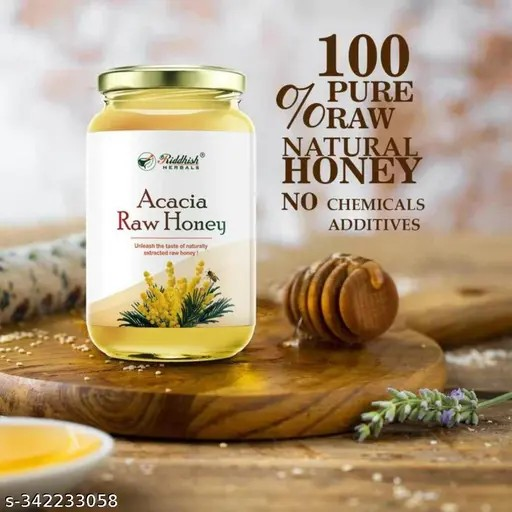 100
% PURE
RAW
NATURAL
HONEY
NO CHEMICALS
ADDITIVES
Riddhish®
HERBALS
Acacia
Raw Honey
Unleash the taste of naturally
extracted raw honey !
s-342233058